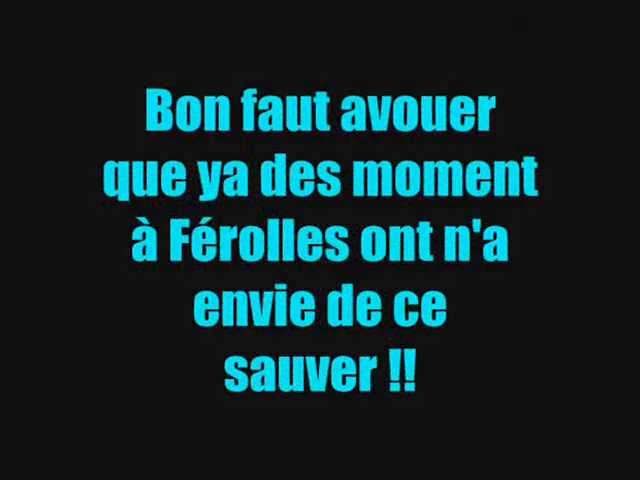 Bon faut avouer
que ya des moment
à Férolles ont n'a
envie de ce
sauver !!